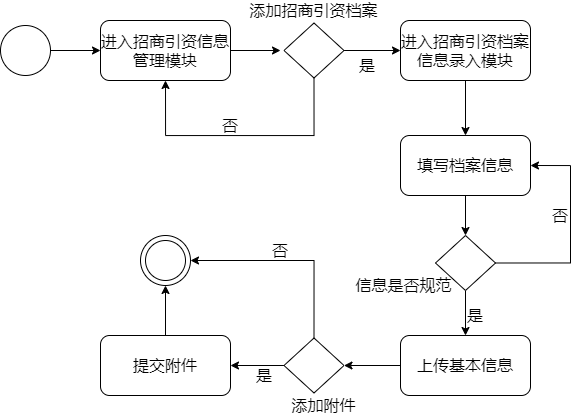 添加招商引资档案
进入招商引资信息
管理模块
进入招商引资档案
信息录入模块
是
否
填写档案信息
否
信息是否规范
是
否
提交附件
是
添加附件
上传基本信息